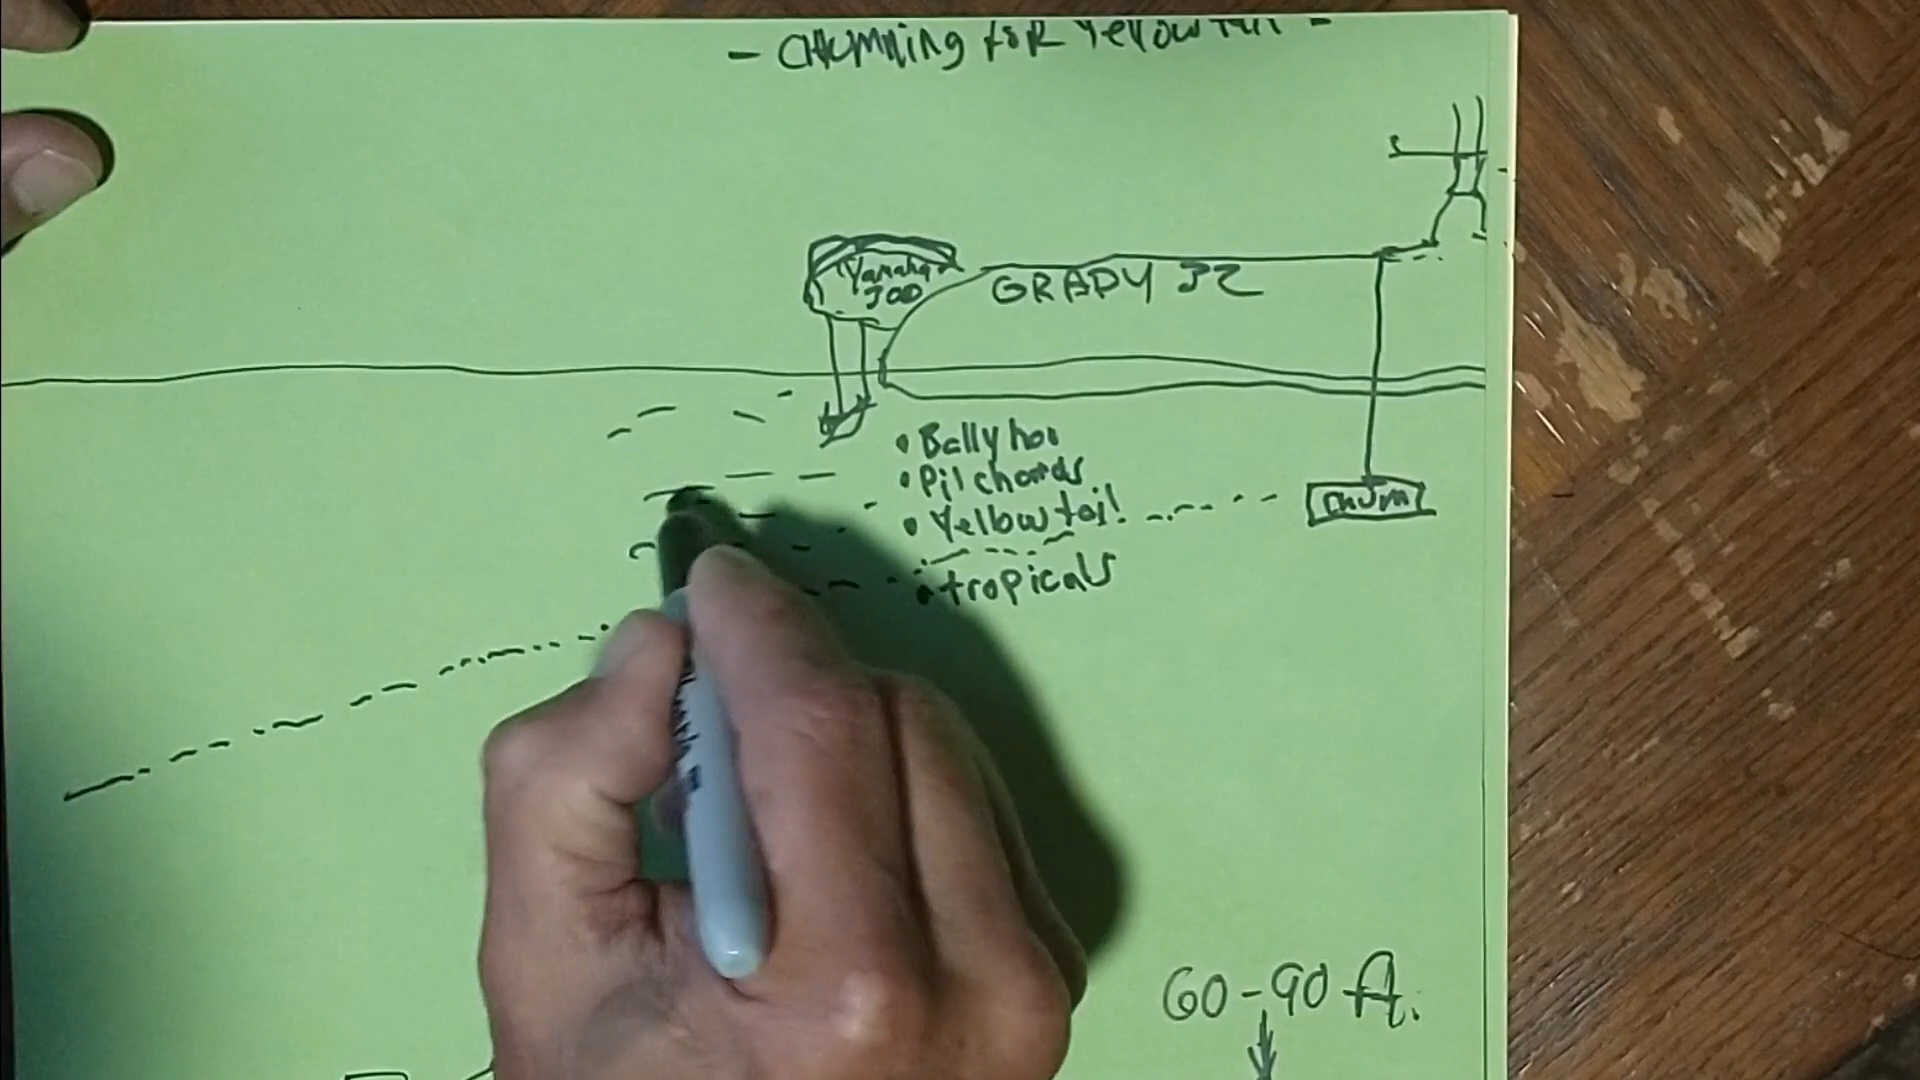 - CHUMMING FOR Yellowtail -
Yamaha
300
GRADY 32
• Ballyhoo
• Pilchards
• Yellowtail
• tropicals
Chum
60-90 ft.